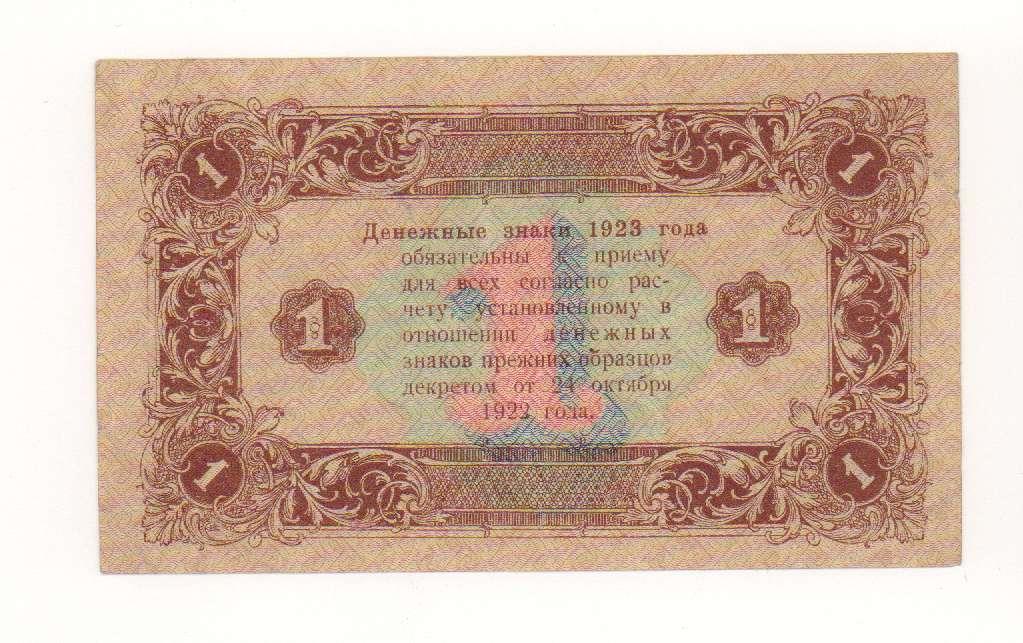 1 1
Денежные знаки 1923 года
обязательны к приему
для всех согласно рас-
1 чету, установленному в 1
отношении денежных
знаков прежних образцов
декретом от 24 октября
1922 года.
1 1